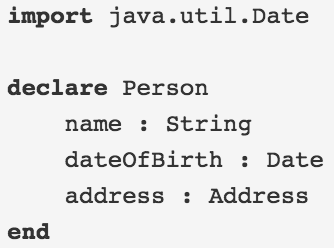 import java.util.Date
declare Person
name : String
dateOfBirth : Date
address : Address
end